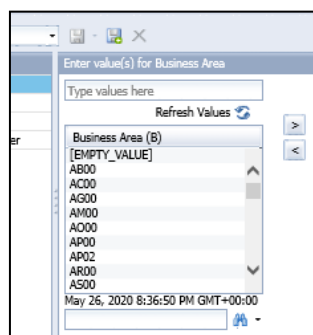 Enter value(s) for Business Area
Type values here
Refresh Values
er
Business Area (B)
[EMPTY_VALUE]
AB00
AC00
AG00
AM00
AO00
AP00
AP02
AR00
AS00
May 26, 2020 8:36:50 PM GMT+00:00